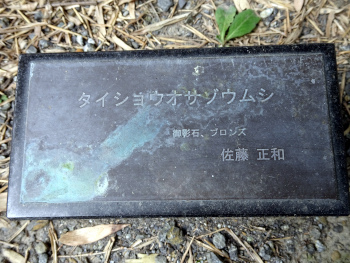 タイショウオサゾウムシ
御影石、ブロンズ
佐藤 正和